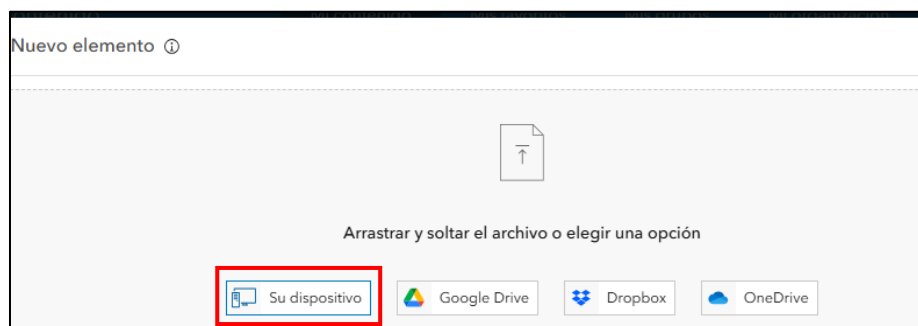 Nuevo elemento
Arrastrar y soltar el archivo o elegir una opción
Su dispositivo Google Drive Dropbox OneDrive